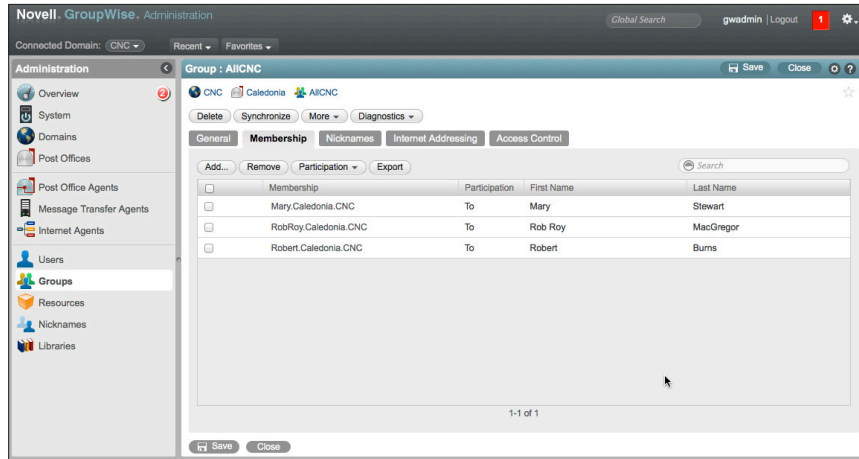 Novell. GroupWise. Administration
Global Search gwadmin | Logout 1
Connected Domain: CNC Recent Favorites
Administration
Overview 2
System
Domains
Post Offices
Post Office Agents
Message Transfer Agents
Internet Agents
Users
Groups
Resources
Nicknames
Libraries
Group : AllCNC Save Close ?
CNC Caledonia AllCNC
Delete Synchronize More Diagnostics
General Membership Nicknames Internet Addressing Access Control
Add... Remove Participation Export Search
Membership Participation First Name Last Name
Mary.Caledonia.CNC To Mary Stewart
RobRoy.Caledonia.CNC To Rob Roy MacGregor
Robert.Caledonia.CNC To Robert Burns
1-1 of 1
Save Close